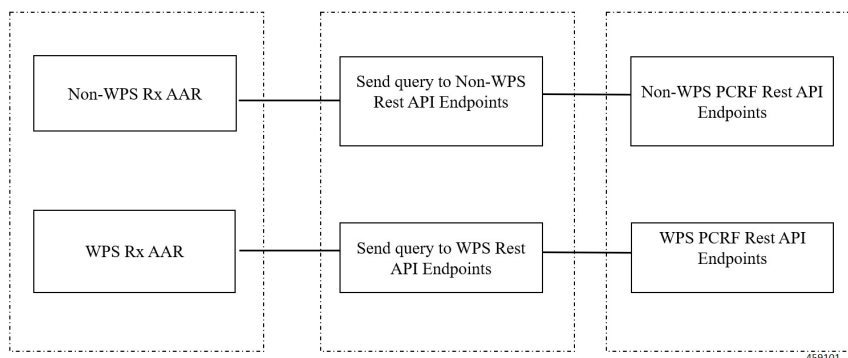 Non-WPS Rx AAR
Send query to Non-WPS
Rest API Endpoints
Non-WPS PCRF Rest API
Endpoints
WPS Rx AAR
Send query to WPS Rest
API Endpoints
WPS PCRF Rest API
Endpoints
459101